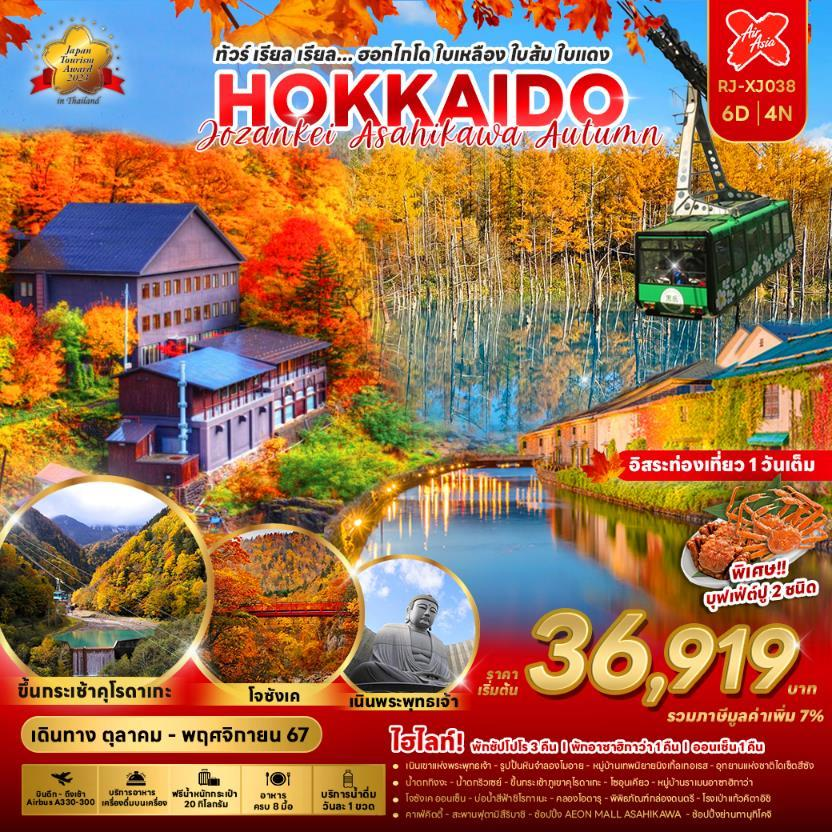 Japan
Tourism
Award
2023
in Thailand
ทัวร์ เรียล เรียล... ฮอกไกโด ใบเหลือง ใบส้ม ใบแดง
HOKKAIDO
Jozankei Asahikawa Autumn
Air
Asia
RJ-XJ038
6D | 4N
อิสระท่องเที่ยว 1 วันเต็ม
พิเศษ!!
บุฟเฟ่ต์ปู 2 ชนิด
ขึ้นกระเช้าคุโรดาเกะ
โจซังเค
เนินพระพุทธเจ้า
ราคา
เริ่มต้น
36,919
บาท
รวมภาษีมูลค่าเพิ่ม 7%
เดินทาง ตุลาคม - พฤศจิกายน 67
บินดึก - ถึงเช้า
Airbus A330-300
บริการอาหาร
เครื่องดื่มบนเครื่อง
ฟรีน้ำหนักกระเป๋า
20 กิโลกรัม
อาหาร
ครบ 8 มื้อ
บริการน้ำดื่ม
วันละ 1 ขวด
ไฮไลท์! พักซัปโปโร 3 คืน I พักอาซาฮิกาว่า 1 คืน I ออนเซ็น 1 คืน
• เนินเขาแห่งพระพุทธเจ้า - รูปปั้นหินจำลองโมอาย - หมู่บ้านเทพนิยายนิงเกิ้ลเทอเรส - อุทยานแห่งชาติไดเซ็ตสึซัง
• น้ำตกกิงงะ - น้ำตกริวเซย์ - ขึ้นกระเช้าภูเขาคุโรดาเกะ - โซอุนเคียว - หมู่บ้านราเมนอาซาฮิกาว่า
• โจซังเค ออนเซ็น - บ่อน้ำสีฟ้าชิโรกาเนะ - คลองโอตารุ - พิพิธภัณฑ์กล่องดนตรี - โรงเป่าแก้วคิตาอิชิ
• คาเฟ่คิตตี้ - สะพานฟุตามิสึริบาชิ - ช้อปปิ้ง AEON MALL ASAHIKAWA - ช้อปปิ้งย่านทานุกิโคจิ